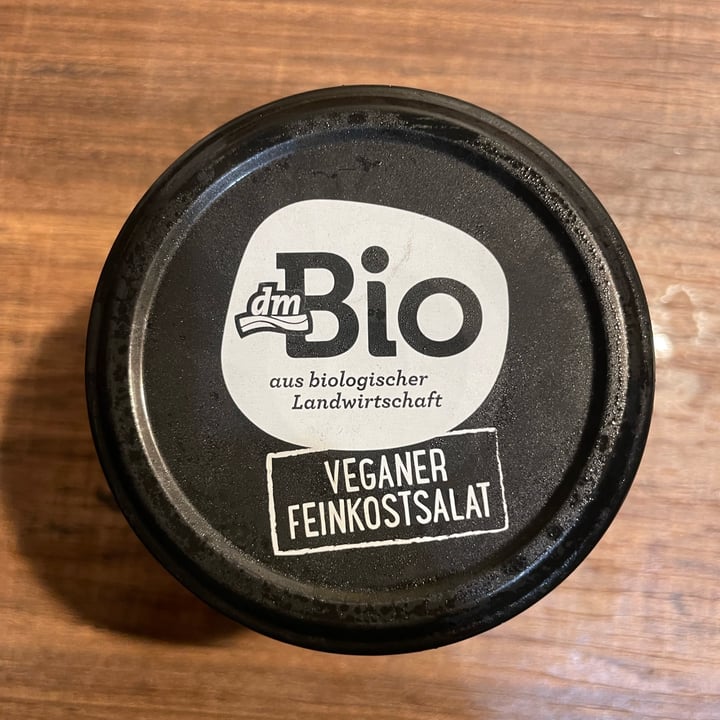 dm Bio
aus biologischer
Landwirtschaft
VEGANER
FEINKOSTSALAT